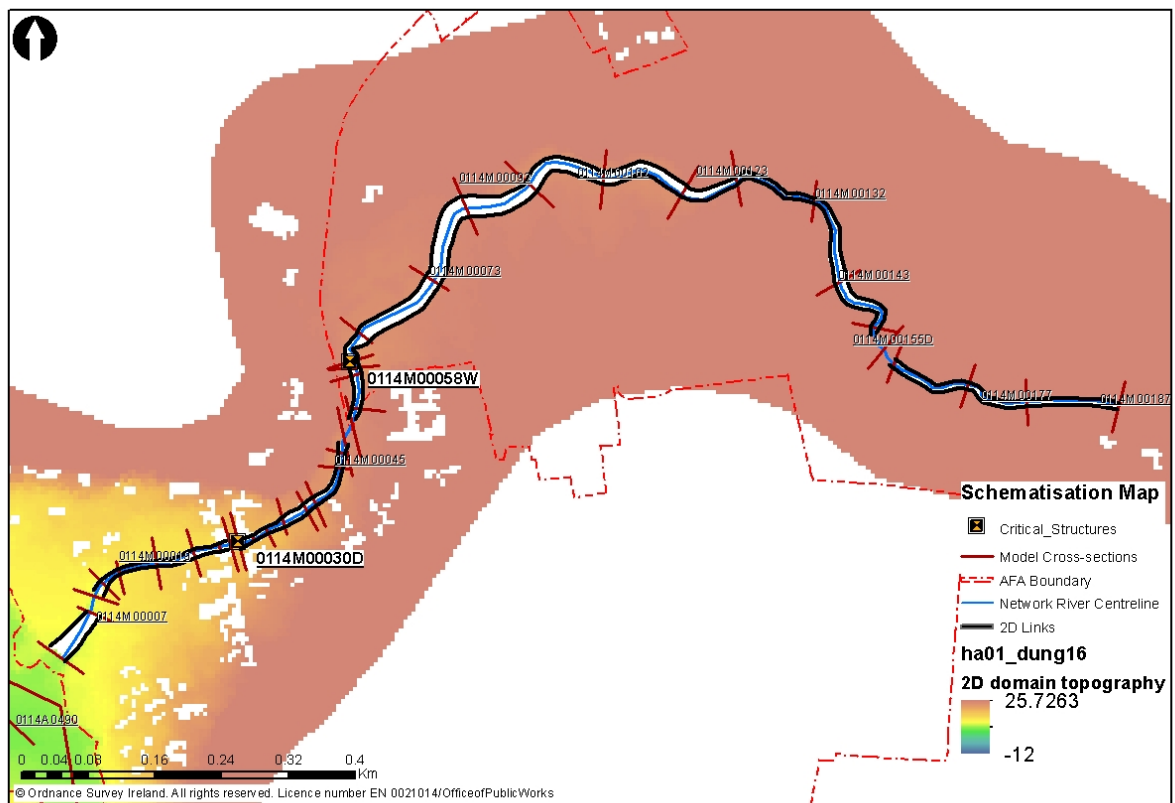 0114M00092
0114M00102
0114M00123
0114M00132
0114M00073
0114M00143
0114M00155D
0114M00058W
0114M00177
0114M00187
0114M00045
0114M00030D
0114M00007
0114A0490
Schematisation Map
Critical_Structures
Model Cross-sections
AFA Boundary
Network River Centreline
2D Links
ha01_dung16
2D domain topography
25.7263
-12
0 0.04 0.08 0.16 0.24 0.32 0.4
Km
© Ordnance Survey Ireland. All rights reserved. Licence number EN 0021014/OfficeofPublicWorks